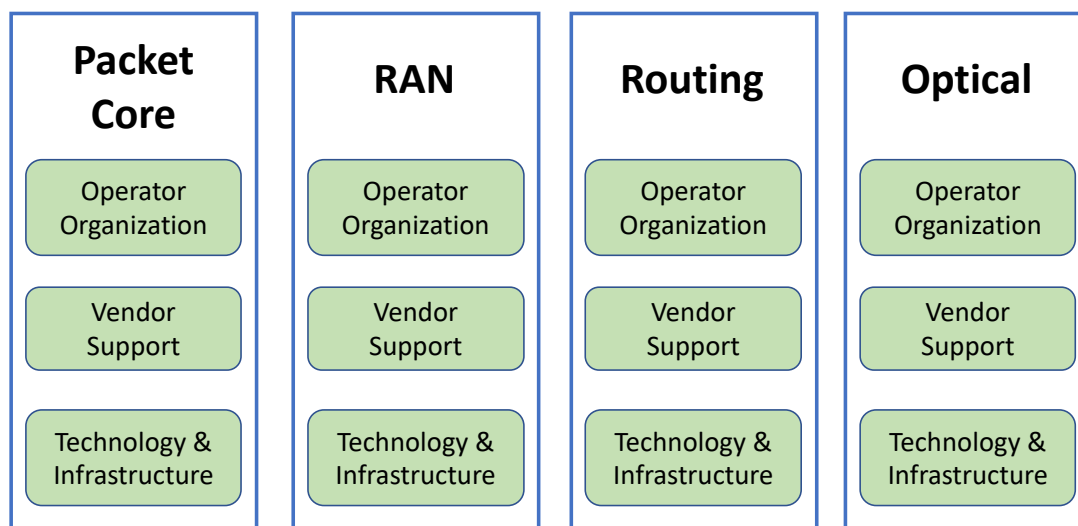 Packet
Core
Operator
Organization
Vendor
Support
Technology &
Infrastructure
RAN
Operator
Organization
Vendor
Support
Technology &
Infrastructure
Routing
Operator
Organization
Vendor
Support
Technology &
Infrastructure
Optical
Operator
Organization
Vendor
Support
Technology &
Infrastructure